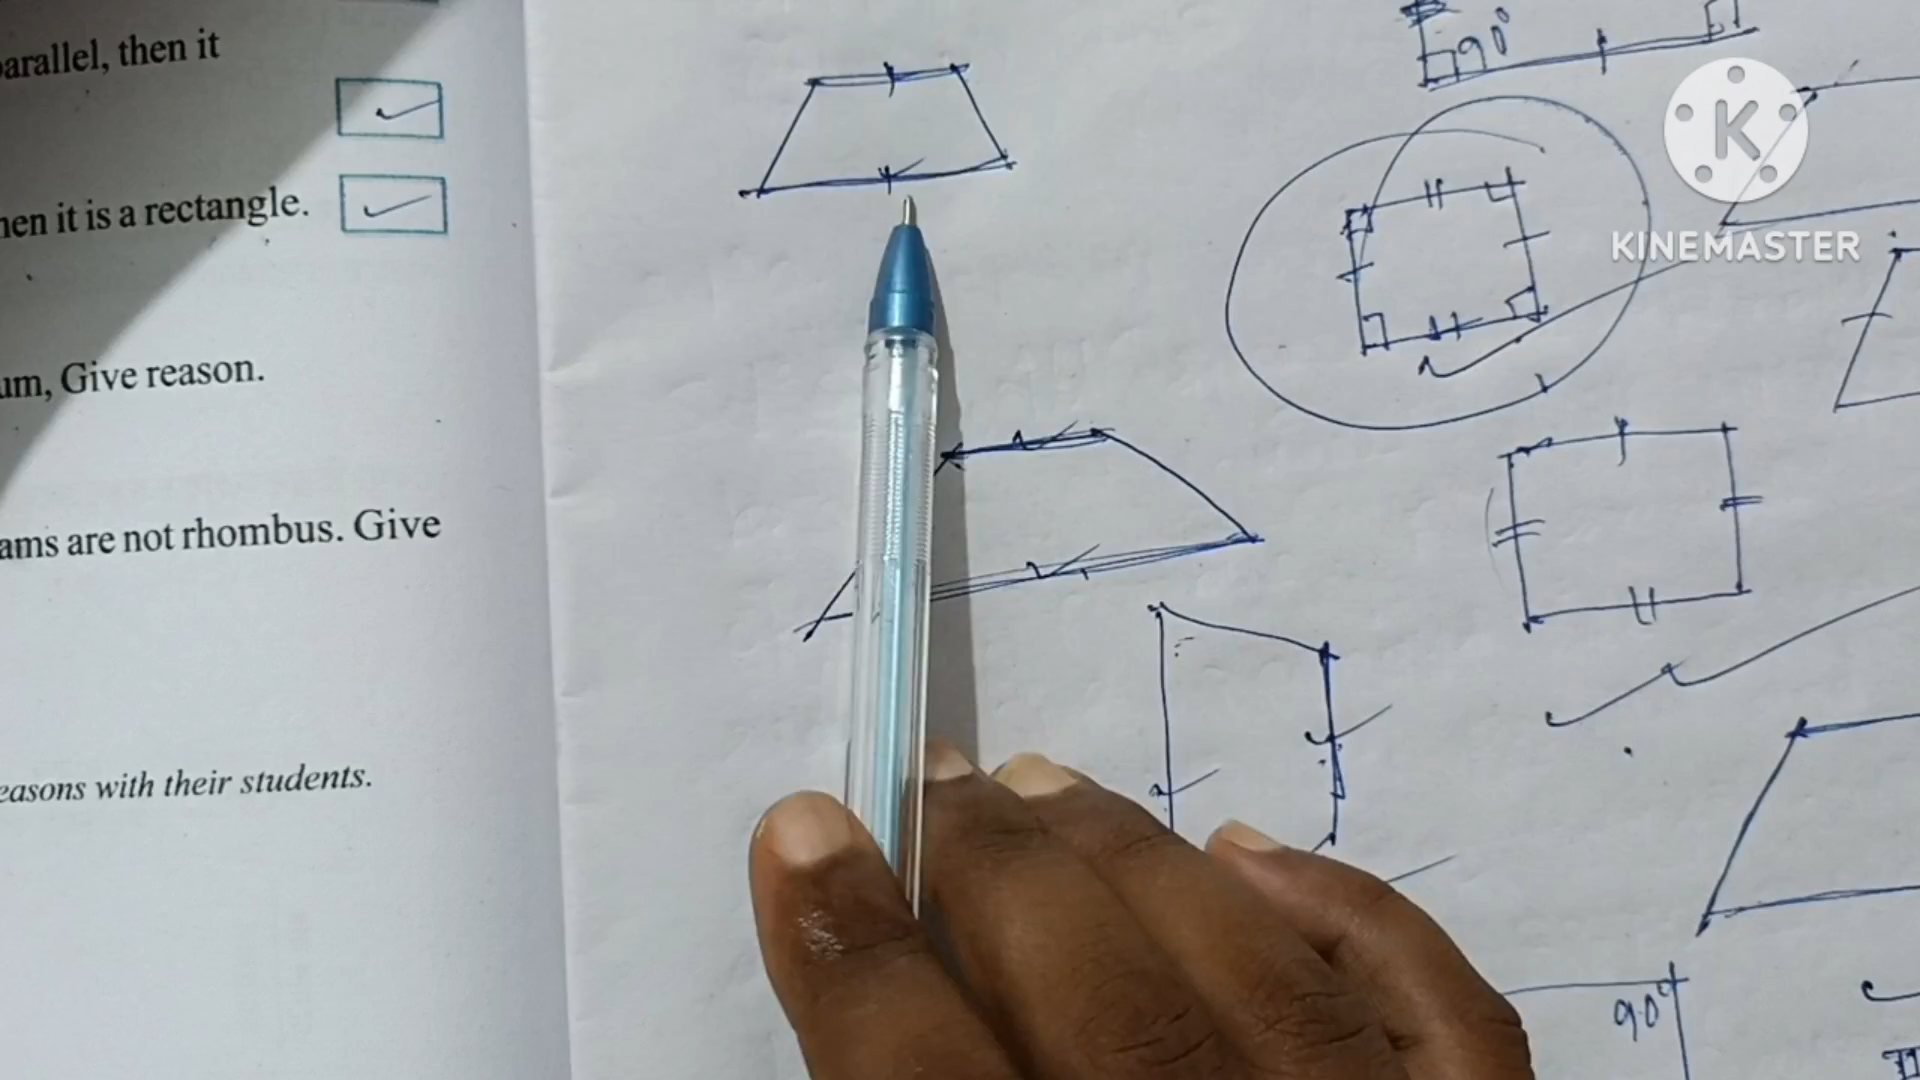 parallel, then it
hen it is a rectangle.
um, Give reason.
ams are not rhombus. Give
easons with their students.
90°
K
KINEMASTER
90°